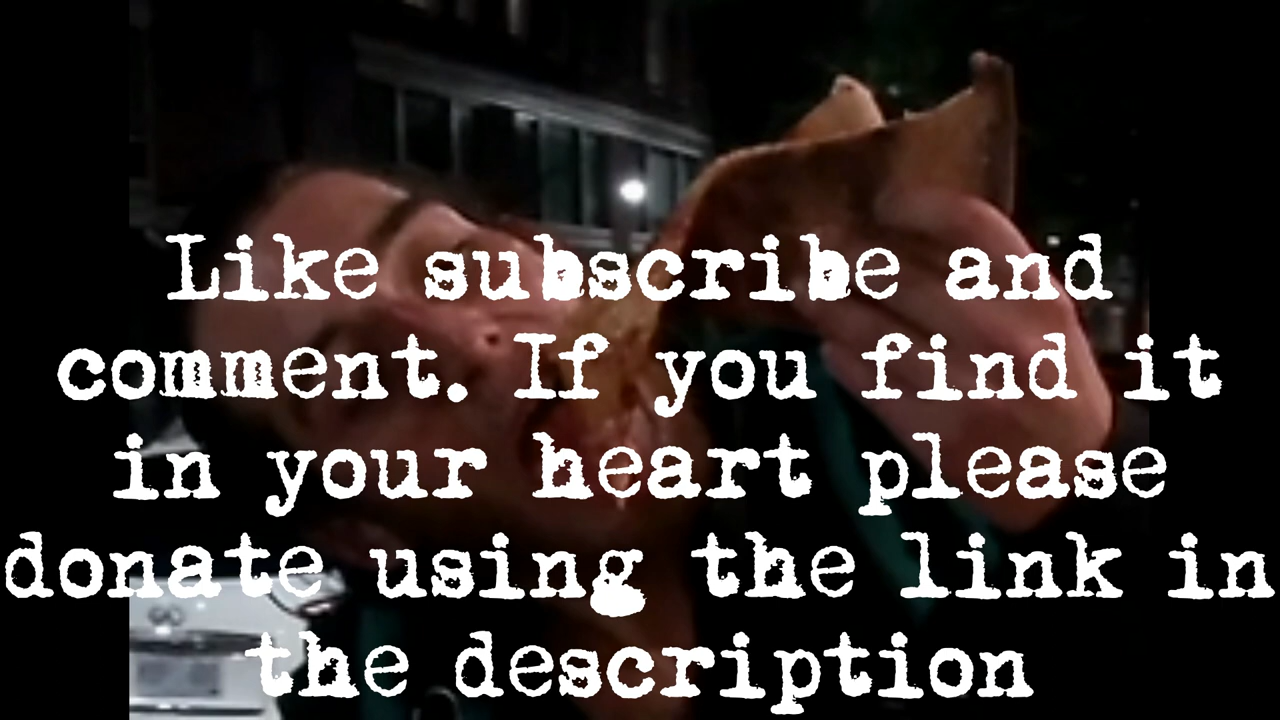 Like subscribe and
comment. If you find it
in your heart please
donate using the link in
the description